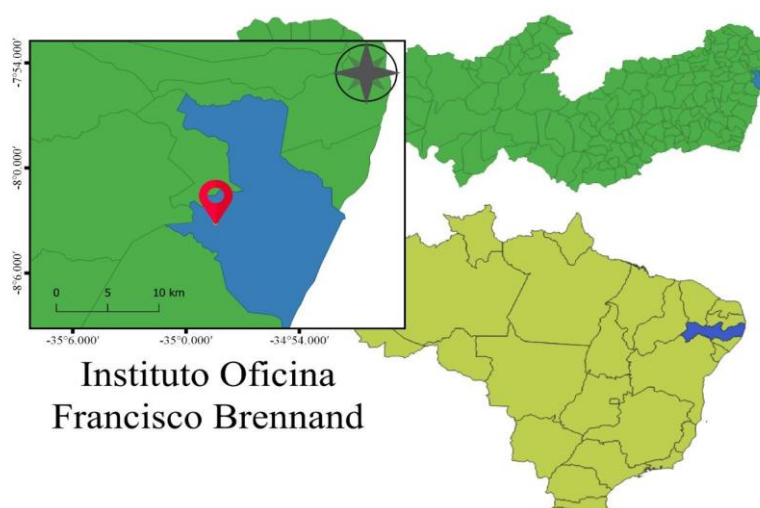 -7°54.000'
-8°0.000'
-8°6.000'
0 5 10 km
-35°6.000' -35°0.000' -34°54.000'
Instituto Oficina
Francisco Brennand